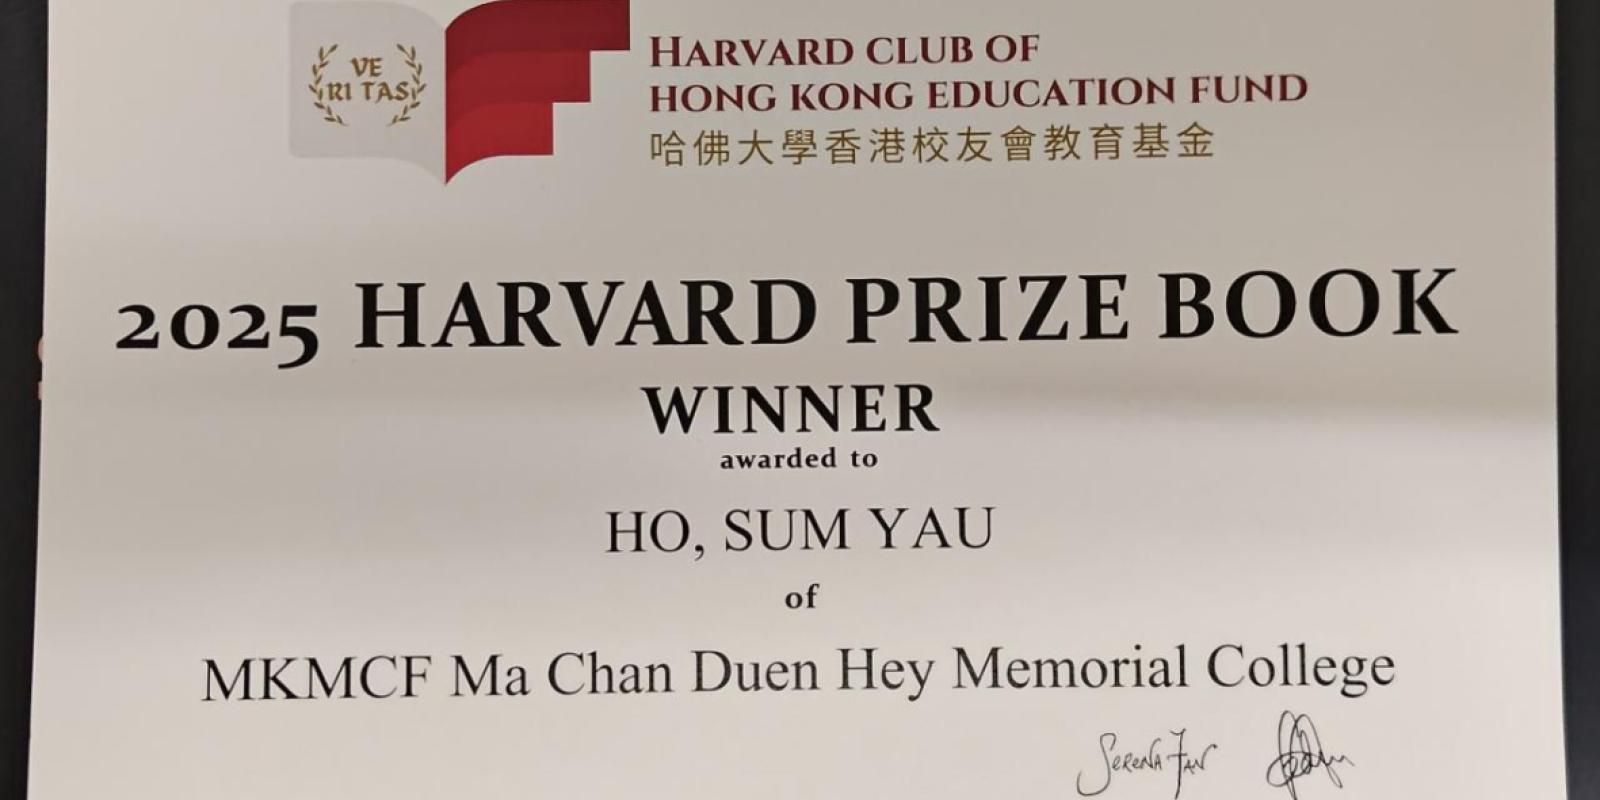 VE
RI TAS
HARVARD CLUB OF
HONG KONG EDUCATION FUND
哈佛大學香港校友會教育基金
2025 HARVARD PRIZE BOOK
WINNER
awarded to
HO, SUM YAU
of
MKMCF Ma Chan Duen Hey Memorial College
SERENA FAN